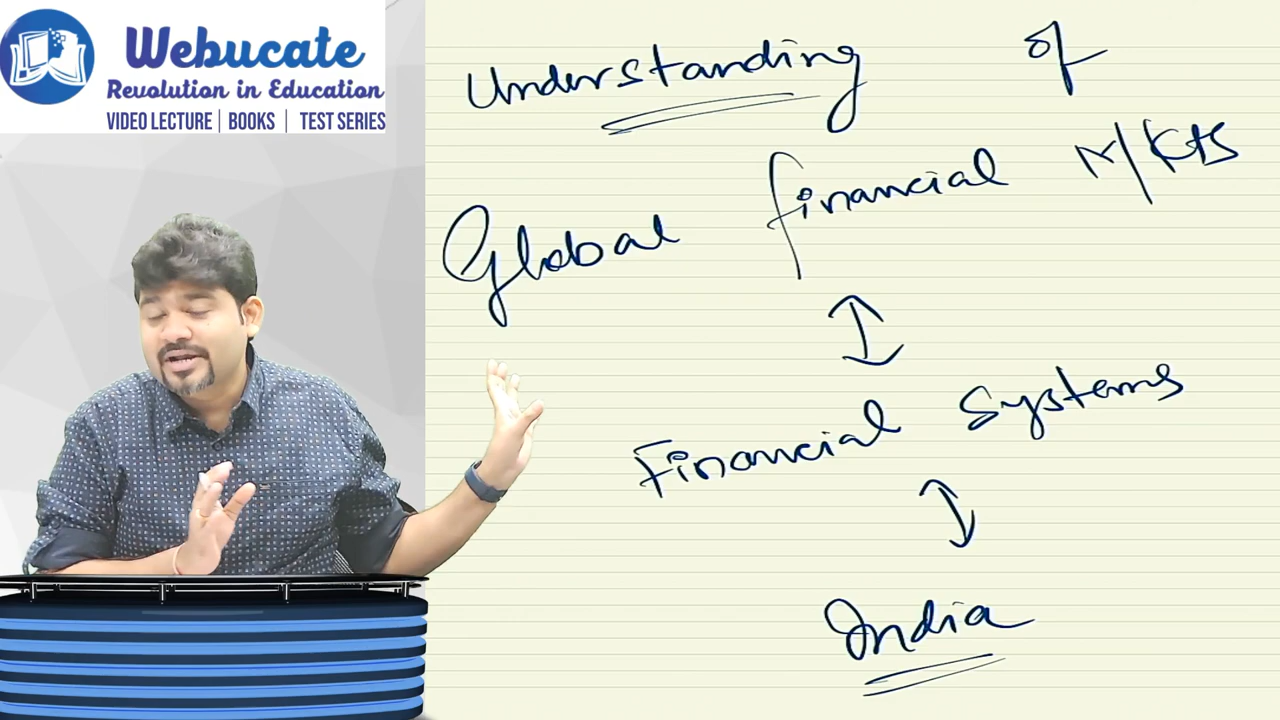 Webucate
Revolution in Education
VIDEO LECTURE | BOOKS | TEST SERIES
Understanding of
Global financial M/Kts
Financial Systems
India